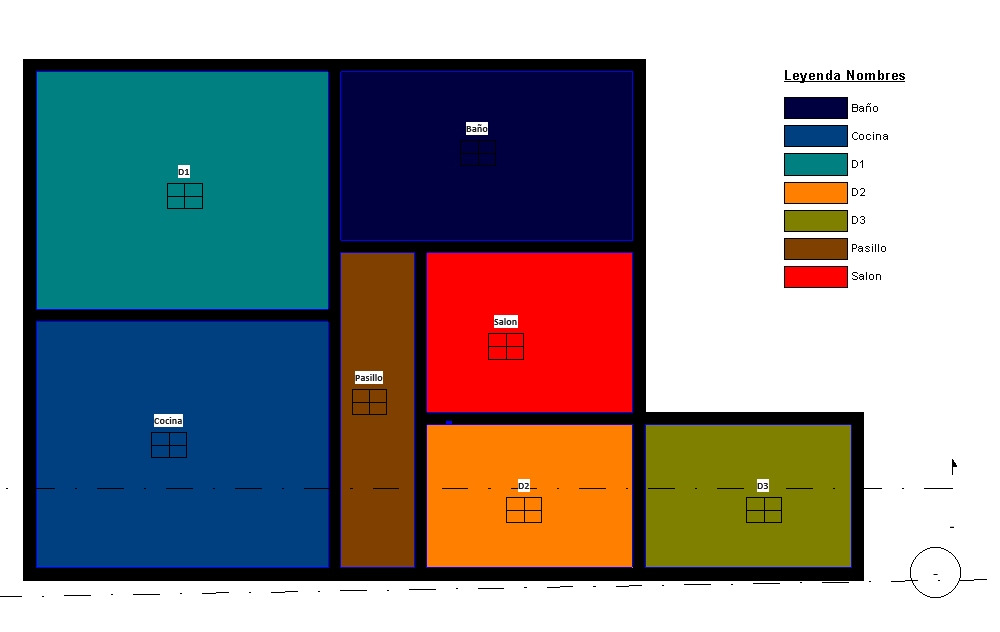 Leyenda Nombres
Baño
Cocina
D1
D2
D3
Pasillo
Salon
Baño
D1
Salon
Pasillo
Cocina
D2
D3